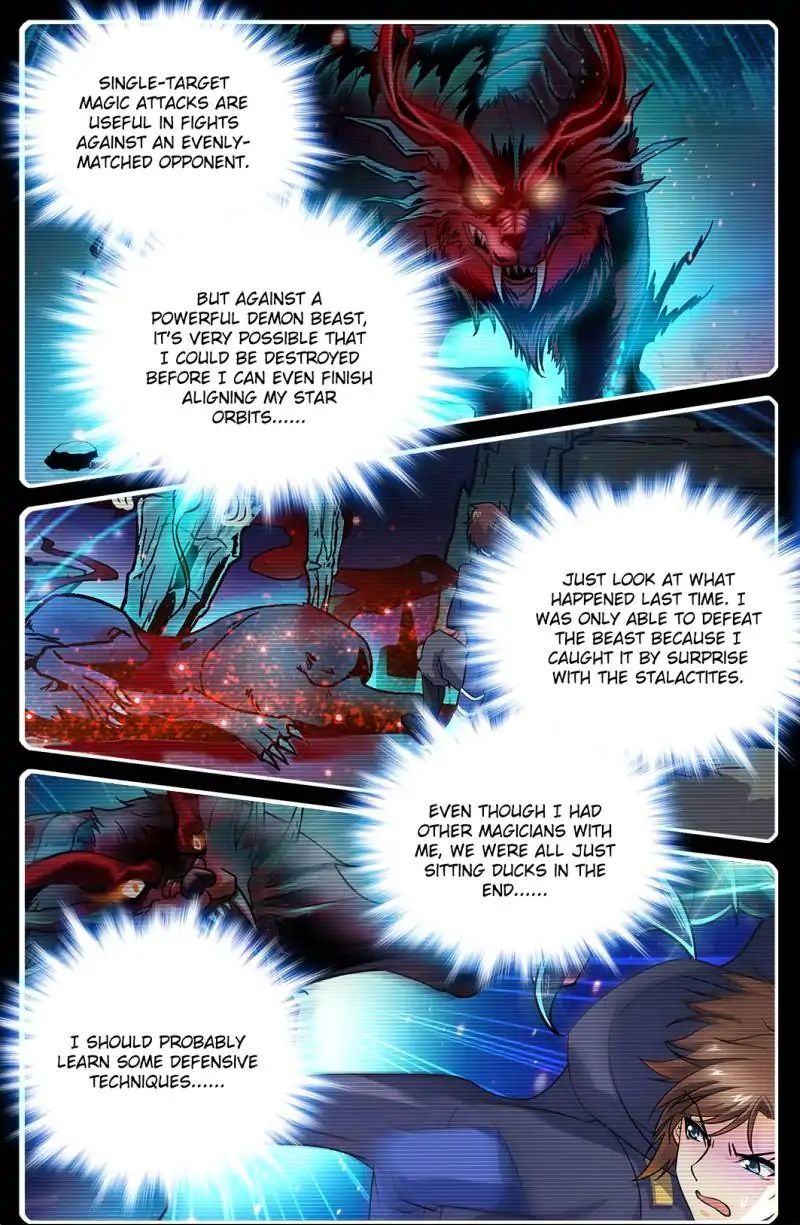 SINGLE-TARGET
MAGIC ATTACKS ARE
USEFUL IN FIGHTS
AGAINST AN EVENLY-
MATCHED OPPONENT.
BUT AGAINST A
POWERFUL DEMON BEAST,
IT'S VERY POSSIBLE THAT
I COULD BE DESTROYED
BEFORE I CAN EVEN FINISH
ALIGNING MY STAR
ORBITS......
JUST LOOK AT WHAT
HAPPENED LAST TIME. I
WAS ONLY ABLE TO DEFEAT
THE BEAST BECAUSE I
CAUGHT IT BY SURPRISE
WITH THE STALACTITES.
EVEN THOUGH I HAD
OTHER MAGICIANS WITH
ME, WE WERE ALL JUST
SITTING DUCKS IN THE
END......
I SHOULD PROBABLY
LEARN SOME DEFENSIVE
TECHNIQUES......